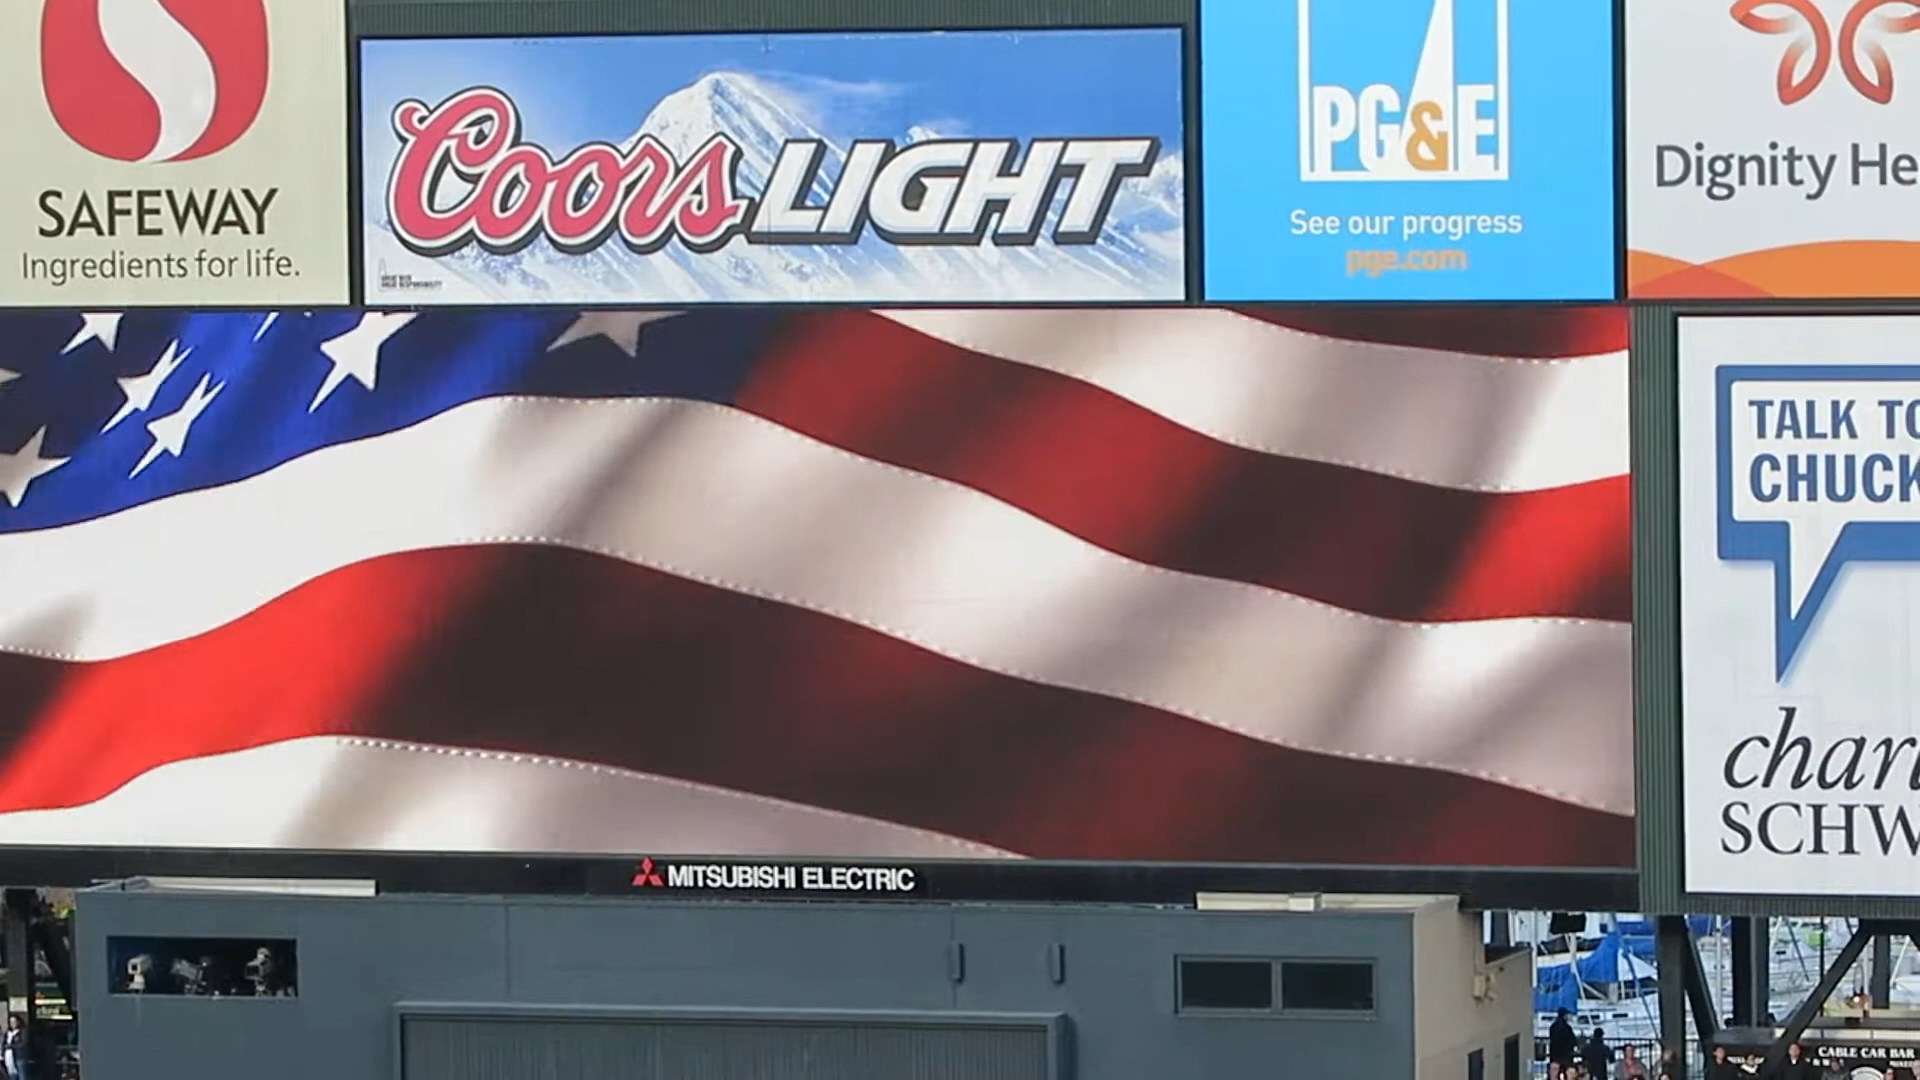 SAFEWAY
Ingredients for life.
Coors LIGHT
PG&E
See our progress
pge.com
Dignity He
TALK TO
CHUCK
char
SCHW
MITSUBISHI ELECTRIC
CABLE CAR BAR